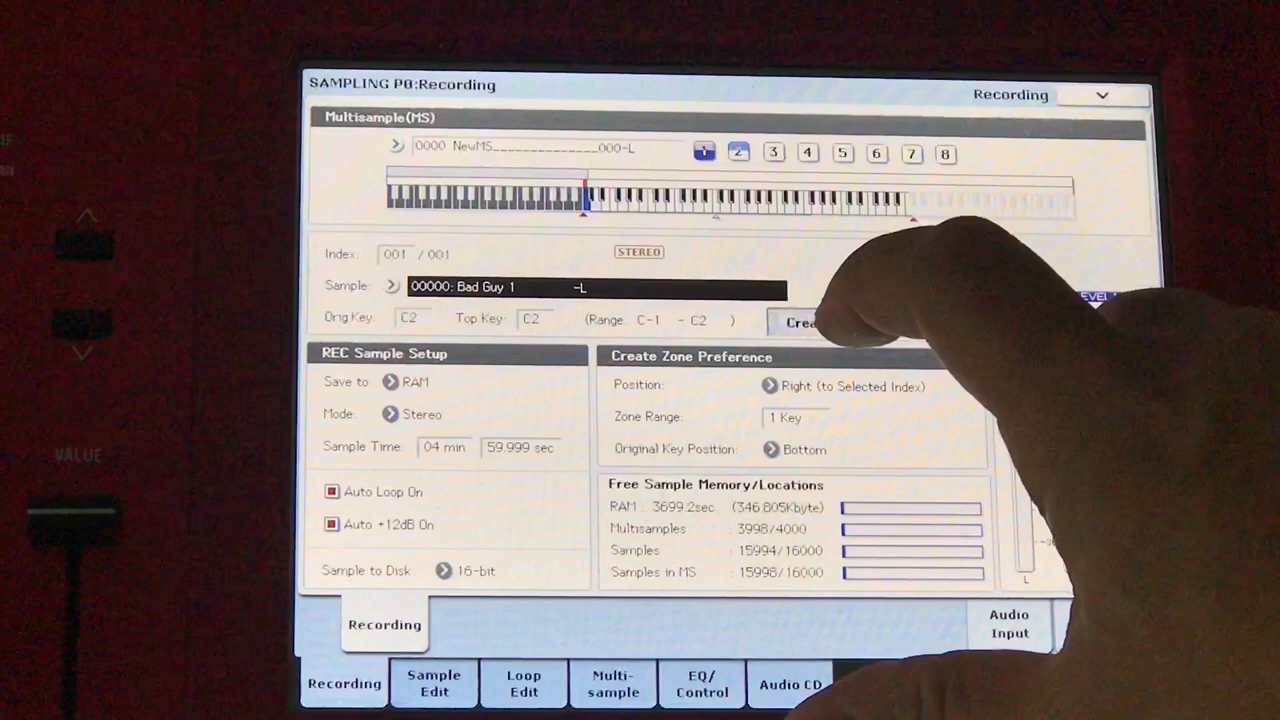 SAMPLING P0:Recording
Recording
Multisample(MS)
0000 NewMS______________000-L
1 2 3 4 5 6 7 8
Index: 001 / 001
STEREO
Sample: 00000: Bad Guy 1 -L
Orig.Key: C2 Top Key: C2 (Range C-1 - C2 )
REC Sample Setup
Save to: RAM
Mode: Stereo
Sample Time: 04 min 59.999 sec
Auto Loop On
Auto +12dB On
Sample to Disk: 16-bit
Create Zone Preference
Position: Right (to Selected Index)
Zone Range: 1 Key
Original Key Position: Bottom
Free Sample Memory/Locations
RAM : 3699.2sec (346.805Kbyte)
Multisamples : 3998/4000
Samples : 15994/16000
Samples in MS : 15998/16000
L
VALUE
Recording
Audio Input
Recording
Sample Edit
Loop Edit
Multi-sample
EQ/ Control
Audio CD